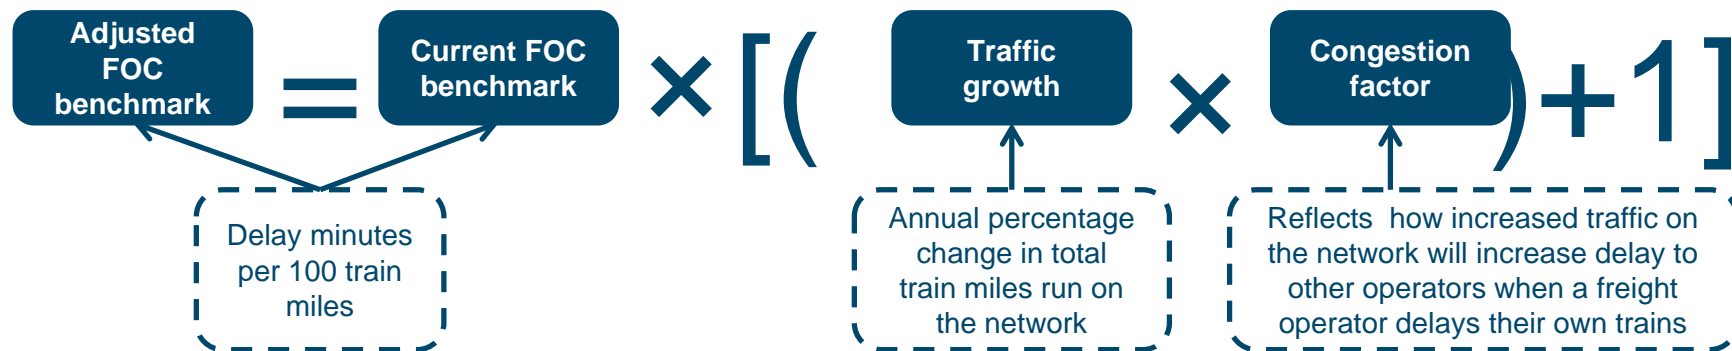 Adjusted
FOC
benchmark
=
Current FOC
benchmark
×
[(
Traffic
growth
×
Congestion
factor
)+1]
Delay minutes
per 100 train
miles
Annual percentage
change in total
train miles run on
the network
Reflects how increased traffic on
the network will increase delay to
other operators when a freight
operator delays their own trains